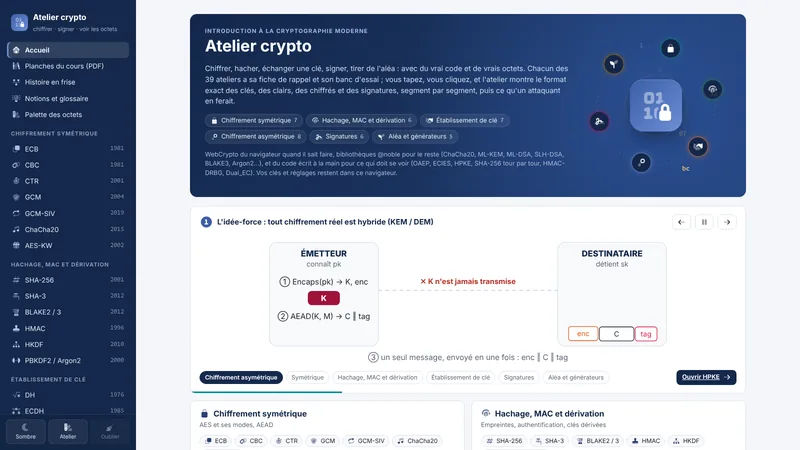 Atelier crypto
chiffrer · signer · voir les octets
Accueil
Planches du cours (PDF)
Histoire en frise
Notions et glossaire
Palette des octets
CHIFFREMENT SYMÉTRIQUE
ECB 1981
CBC 1981
CTR 2001
GCM 2004
GCM-SIV 2019
ChaCha20 2015
AES-KW 2002
HACHAGE, MAC ET DÉRIVATION
SHA-256 2001
SHA-3 2012
BLAKE2 / 3 2012
HMAC 1996
HKDF 2010
PBKDF2 / Argon2 2000
ÉTABLISSEMENT DE CLÉ
DH 1976
ECDH 1985
Sombre
Atelier
Oublier
INTRODUCTION À LA CRYPTOGRAPHIE MODERNE
Atelier crypto
Chiffrer, hacher, échanger une clé, signer, tirer de l'aléa : avec du vrai code et de vrais octets. Chacun des
39 ateliers a sa fiche de rappel et son banc d'essai ; vous tapez, vous cliquez, et l'atelier montre le format
exact des clés, des clairs, des chiffrés et des signatures, segment par segment, puis ce qu'un attaquant
en ferait.
Chiffrement symétrique 7
Hachage, MAC et dérivation 6
Établissement de clé 7
Chiffrement asymétrique 8
Signatures 6
Aléa et générateurs 5
WebCrypto du navigateur quand il sait faire, bibliothèques @noble pour le reste (ChaCha20, ML-KEM, ML-DSA, SLH-DSA,
BLAKE3, Argon2…), et du code écrit à la main pour ce qui doit se voir (OAEP, ECIES, HPKE, SHA-256 tour par tour, HMAC-
DRBG, Dual_EC). Vos clés et réglages restent dans ce navigateur.
01
10
bc
1 L'idée-force : tout chiffrement réel est hybride (KEM / DEM)
ÉMETTEUR
connaît pk
① Encaps(pk) → K, enc
K
② AEAD(K, M) → C ‖ tag
✕ K n'est jamais transmise
DESTINATAIRE
détient sk
enc C tag
③ un seul message, envoyé en une fois : enc ‖ C ‖ tag
Chiffrement asymétrique
Symétrique
Hachage, MAC et dérivation
Établissement de clé
Signatures
Aléa et générateurs
Ouvrir HPKE →
Chiffrement symétrique
AES et ses modes, AEAD
ECB CBC CTR GCM GCM-SIV ChaCha20
Hachage, MAC et dérivation
Empreintes, authentification, clés dérivées
SHA-256 SHA-3 BLAKE2 / 3 HMAC HKDF